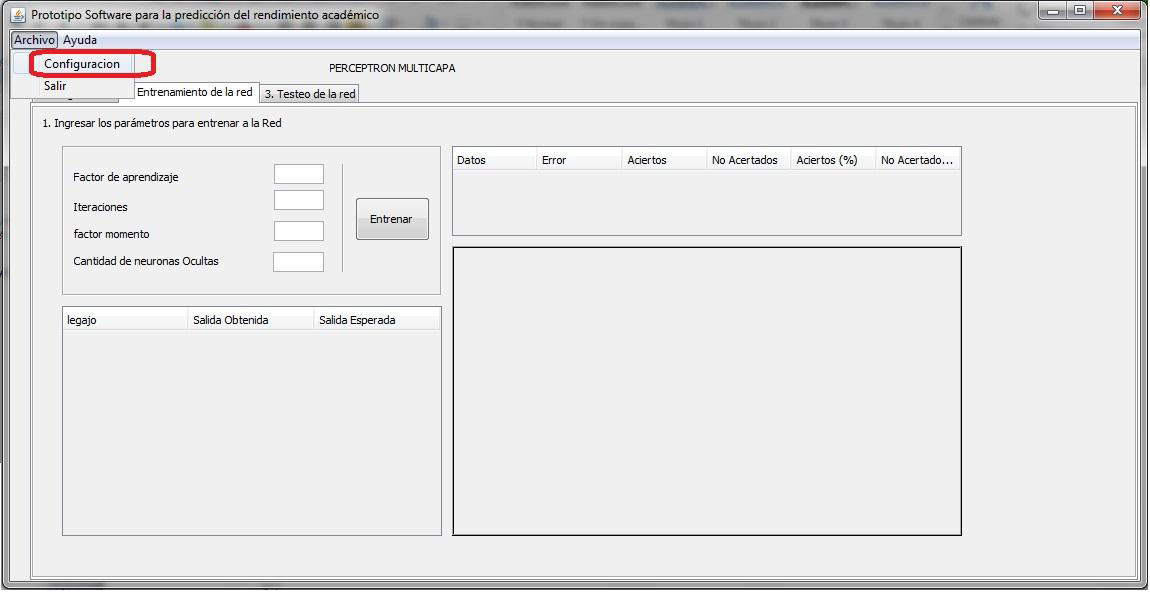 Prototipo Software para la predicción del rendimiento académico
Archivo Ayuda
Configuracion
Salir
PERCEPTRON MULTICAPA
Entrenamiento de la red
3. Testeo de la red
1. Ingresar los parámetros para entrenar a la Red
Factor de aprendizaje
Iteraciones
factor momento
Cantidad de neuronas Ocultas
Entrenar
Datos Error Aciertos No Acertados Aciertos (%) No Acertado...
legajo Salida Obtenida Salida Esperada